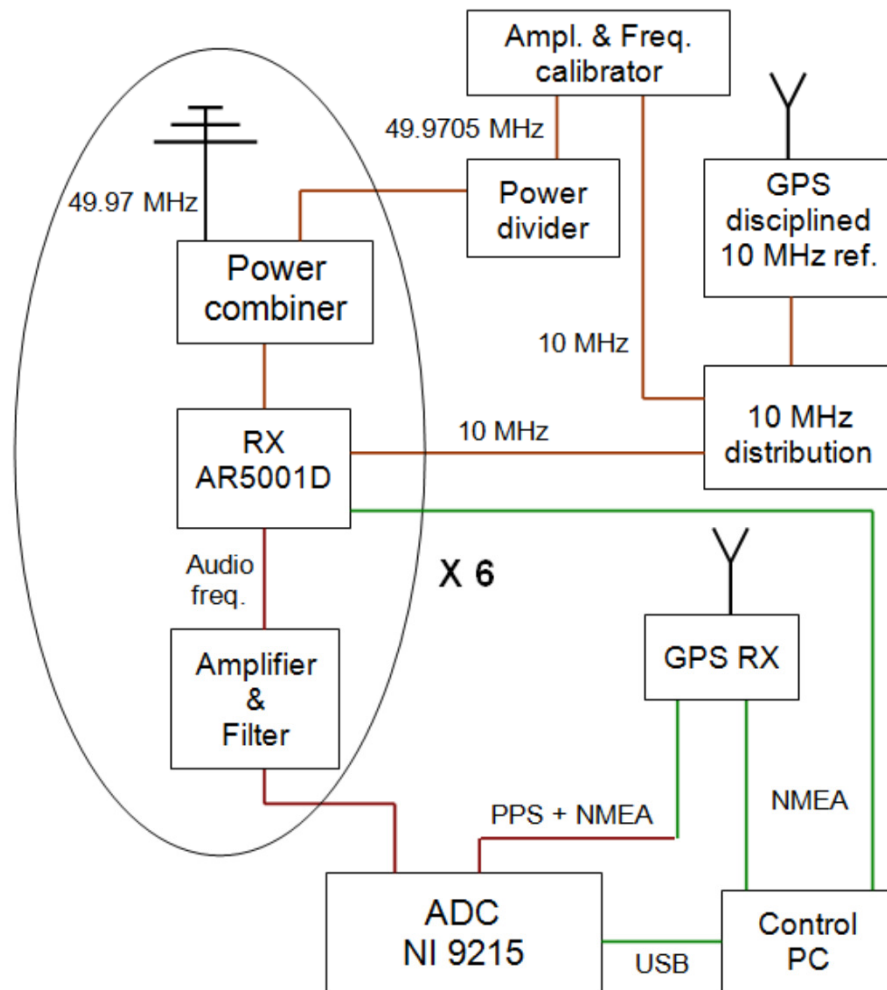 Ampl. & Freq.
calibrator
49.9705 MHz
49.97 MHz
Power
divider
GPS
disciplined
10 MHz ref.
Power
combiner
10 MHz
10 MHz
distribution
RX
AR5001D
10 MHz
Audio
freq.
X 6
Amplifier
&
Filter
GPS RX
PPS + NMEA
NMEA
ADC
NI 9215
USB
Control
PC